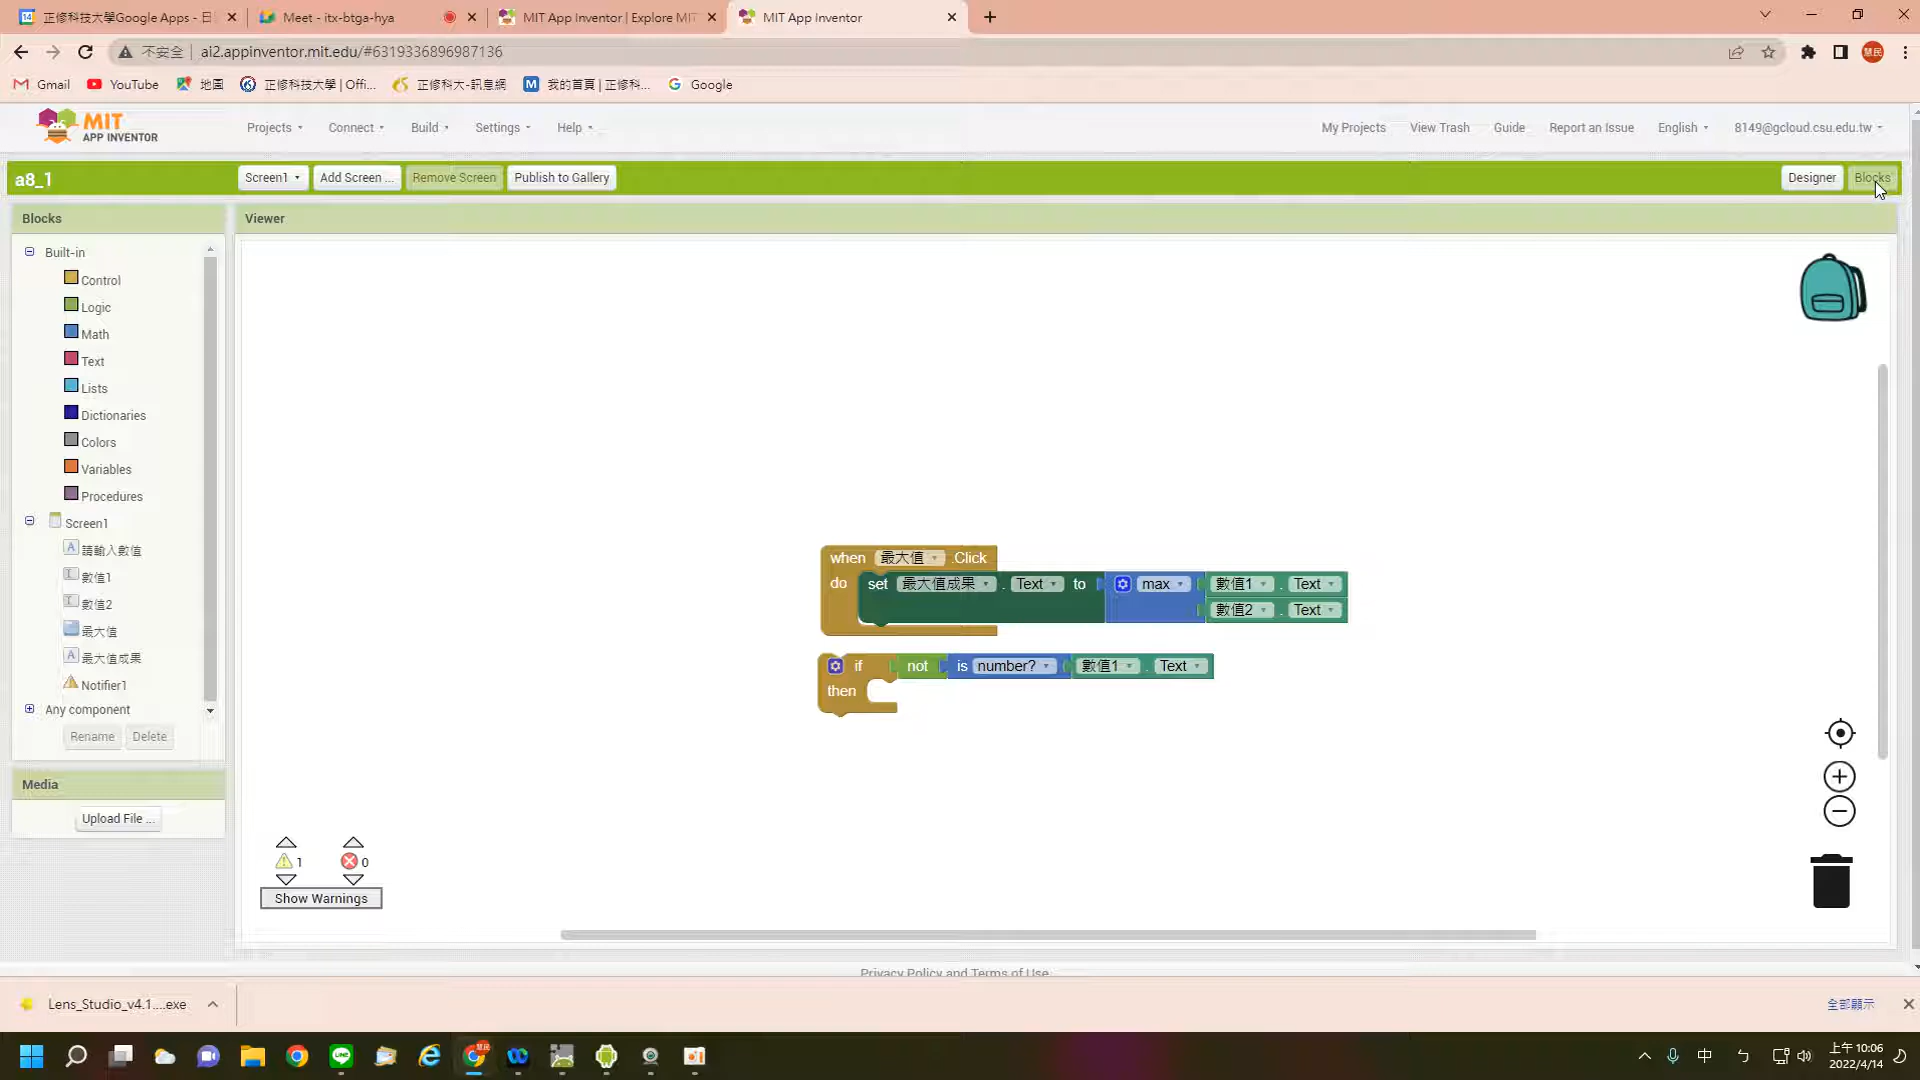 正修科技大學Google Apps - 日
Meet - itx-btga-hya
MIT App Inventor | Explore MIT
MIT App Inventor
不安全
ai2.appinventor.mit.edu/#6319336896987136
慧民
Gmail
YouTube
地圖
正修科技大學 | Offi...
正修科大-訊息網
我的首頁 | 正修科...
Google
MIT
APP INVENTOR
Projects
Connect
Build
Settings
Help
My Projects
View Trash
Guide
Report an Issue
English
8149@gcloud.csu.edu.tw
a8_1
Screen1
Add Screen ...
Remove Screen
Publish to Gallery
Designer
Blocks
Blocks
Viewer
Built-in
Control
Logic
Math
Text
Lists
Dictionaries
Colors
Variables
Procedures
Screen1
請輸入數值
數值1
數值2
最大值
最大值成果
Notifier1
Any component
Rename
Delete
Media
Upload File ...
when 最大值 .Click
do set 最大值成果 . Text to max 數值1 . Text
數值2 . Text
if not is number? 數值1 . Text
then
1
0
Show Warnings
Privacy Policy and Terms of Use
Lens_Studio_v4.1....exe
全部顯示
中
上午 10:06
2022/4/14